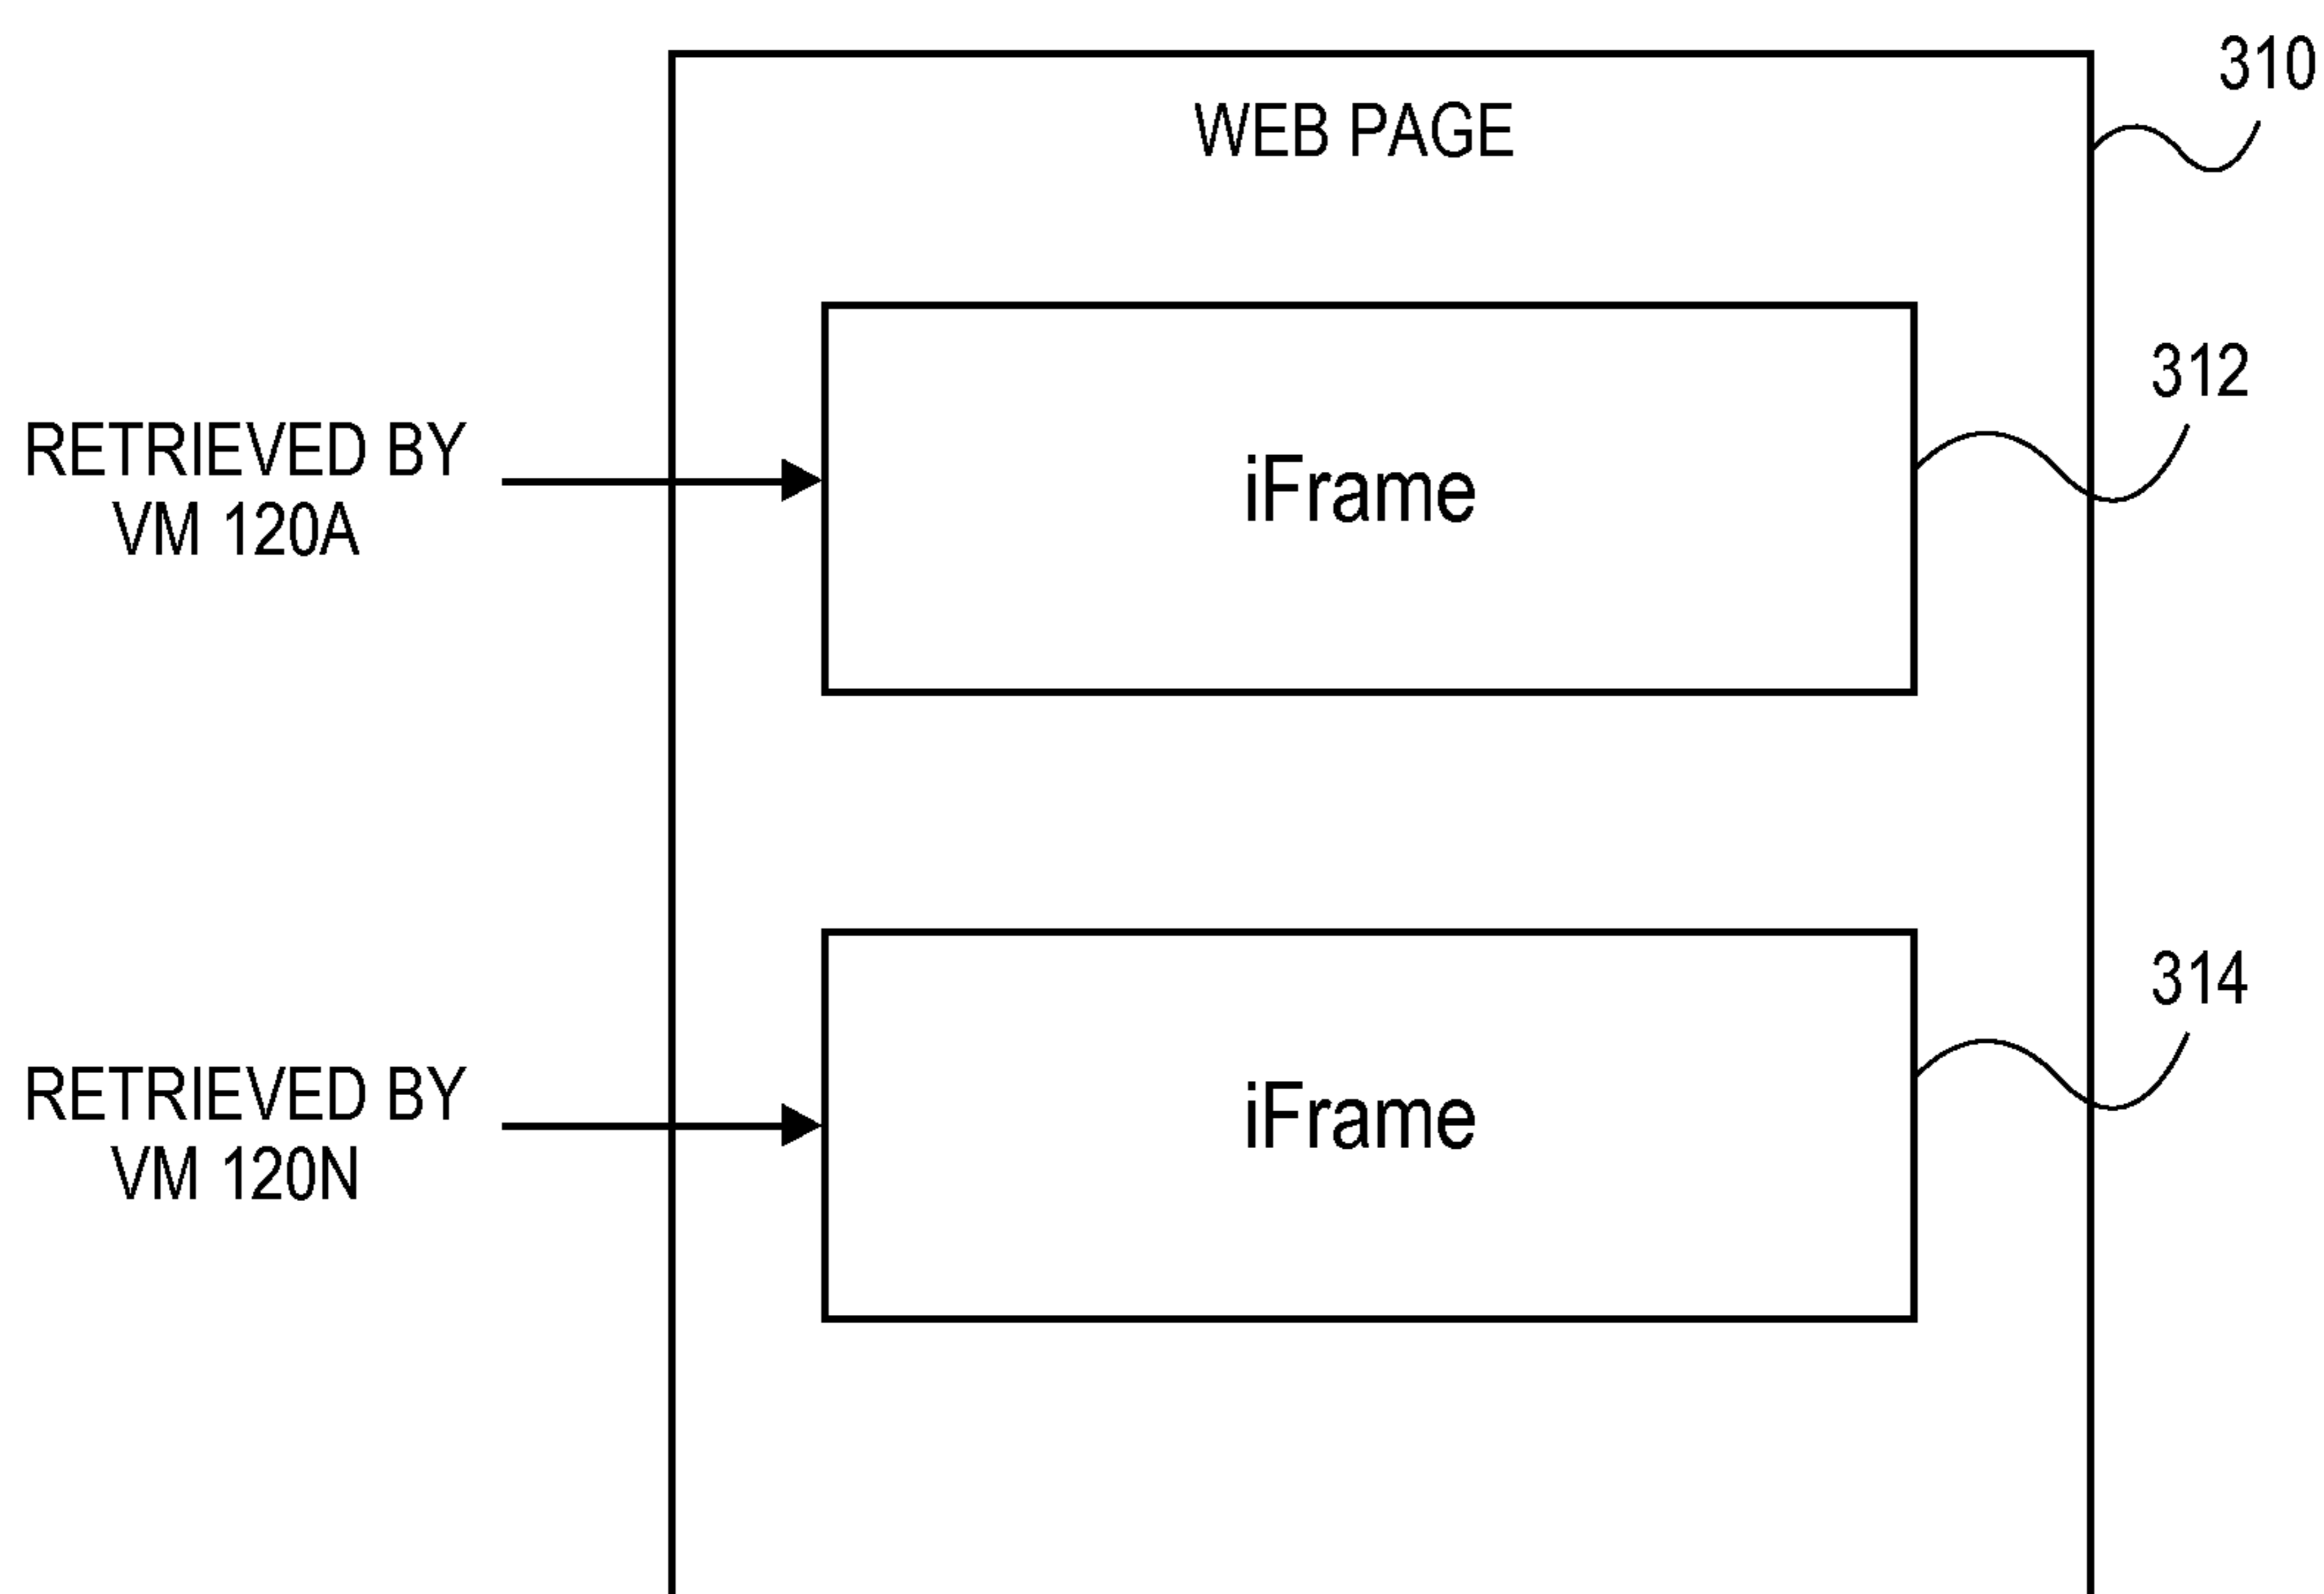 310
WEB PAGE
312
RETRIEVED BY
VM 120A
iFrame
314
RETRIEVED BY
VM 120N
iFrame